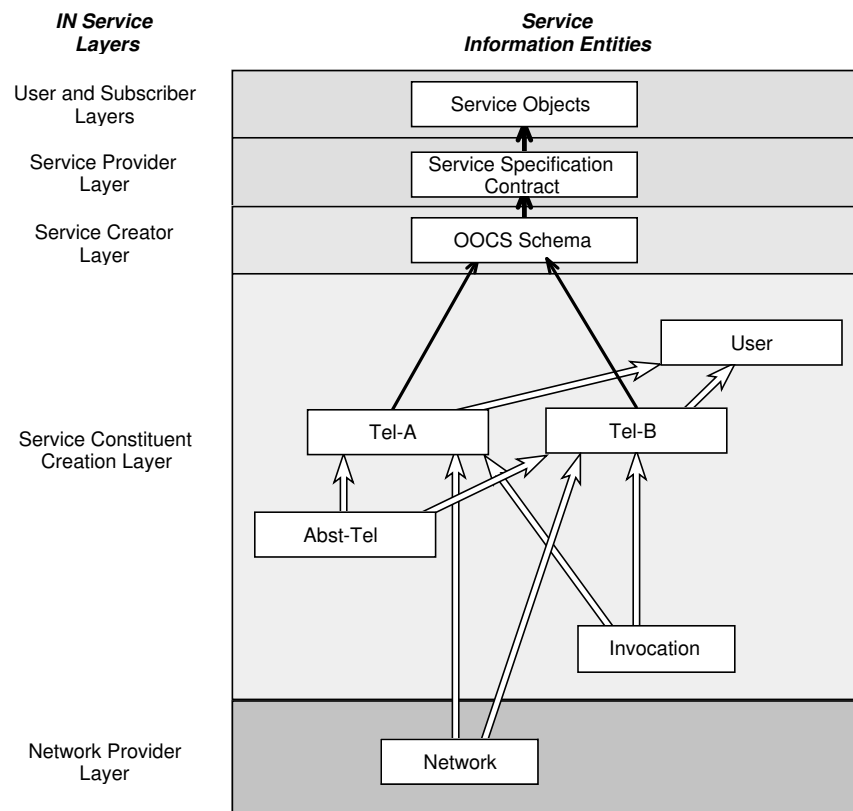 IN Service
Layers
Service
Information Entities
User and Subscriber
Layers
Service Objects
Service Provider
Layer
Service Specification
Contract
Service Creator
Layer
OOCS Schema
User
Tel-A
Tel-B
Service Constituent
Creation Layer
Abst-Tel
Invocation
Network Provider
Layer
Network